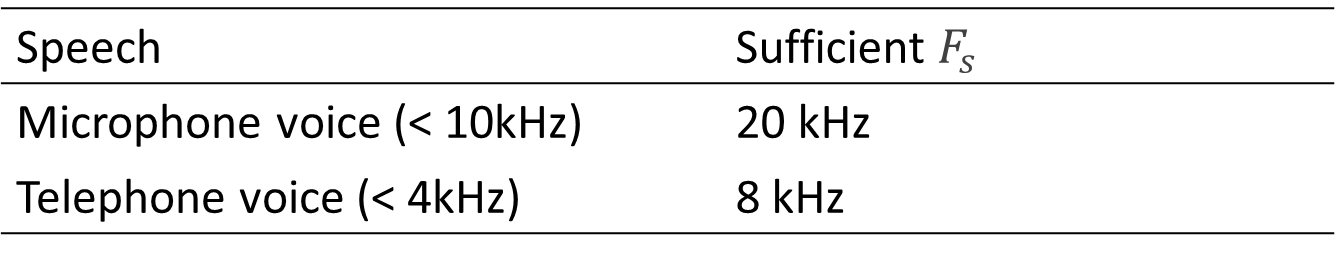 Speech Sufficient Fs
Microphone voice (< 10kHz) 20 kHz
Telephone voice (< 4kHz) 8 kHz